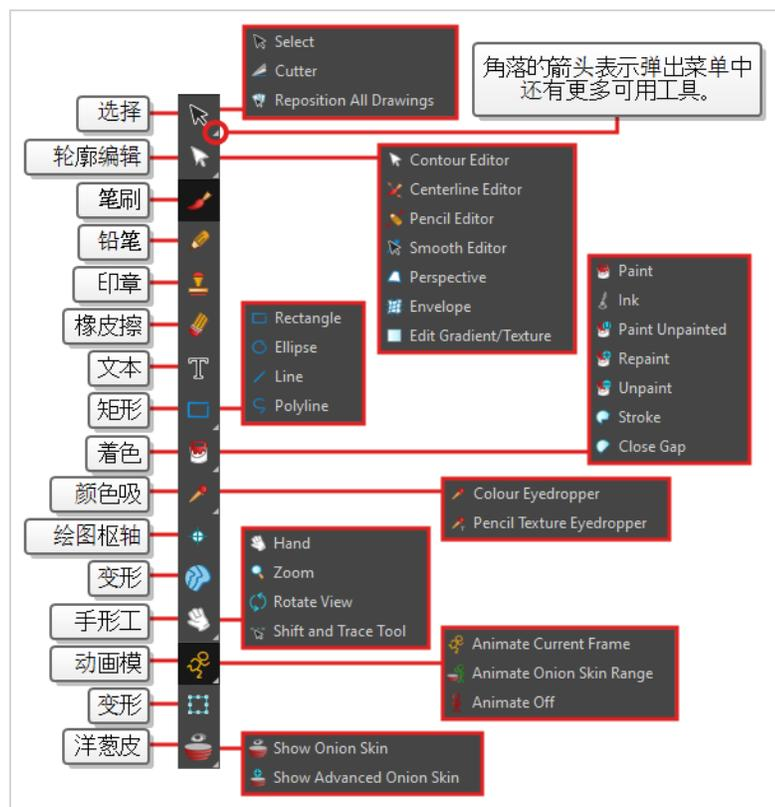 Select
Cutter
Reposition All Drawings
角落的箭头表示弹出菜单中
还有更多可用工具。
选择
轮廓编辑
笔刷
铅笔
印章
橡皮擦
文本
矩形
着色
颜色吸
绘图枢轴
变形
手形工
动画模
变形
洋葱皮
Contour Editor
Centerline Editor
Pencil Editor
Smooth Editor
Perspective
Envelope
Edit Gradient/Texture
Rectangle
Ellipse
Line
Polyline
Paint
Ink
Paint Unpainted
Repaint
Unpaint
Stroke
Close Gap
Colour Eyedropper
Pencil Texture Eyedropper
Hand
Zoom
Rotate View
Shift and Trace Tool
Animate Current Frame
Animate Onion Skin Range
Animate Off
Show Onion Skin
Show Advanced Onion Skin